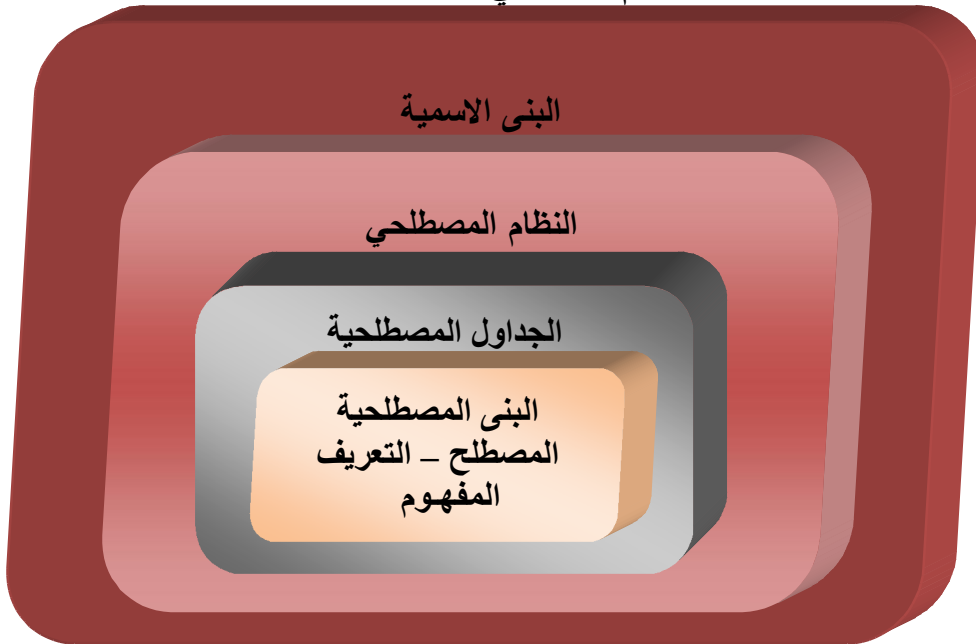 البنى الاسمية
النظام المصطلحي
الجداول المصطلحية
البنى المصطلحية
المصطلح – التعريف
المفهوم